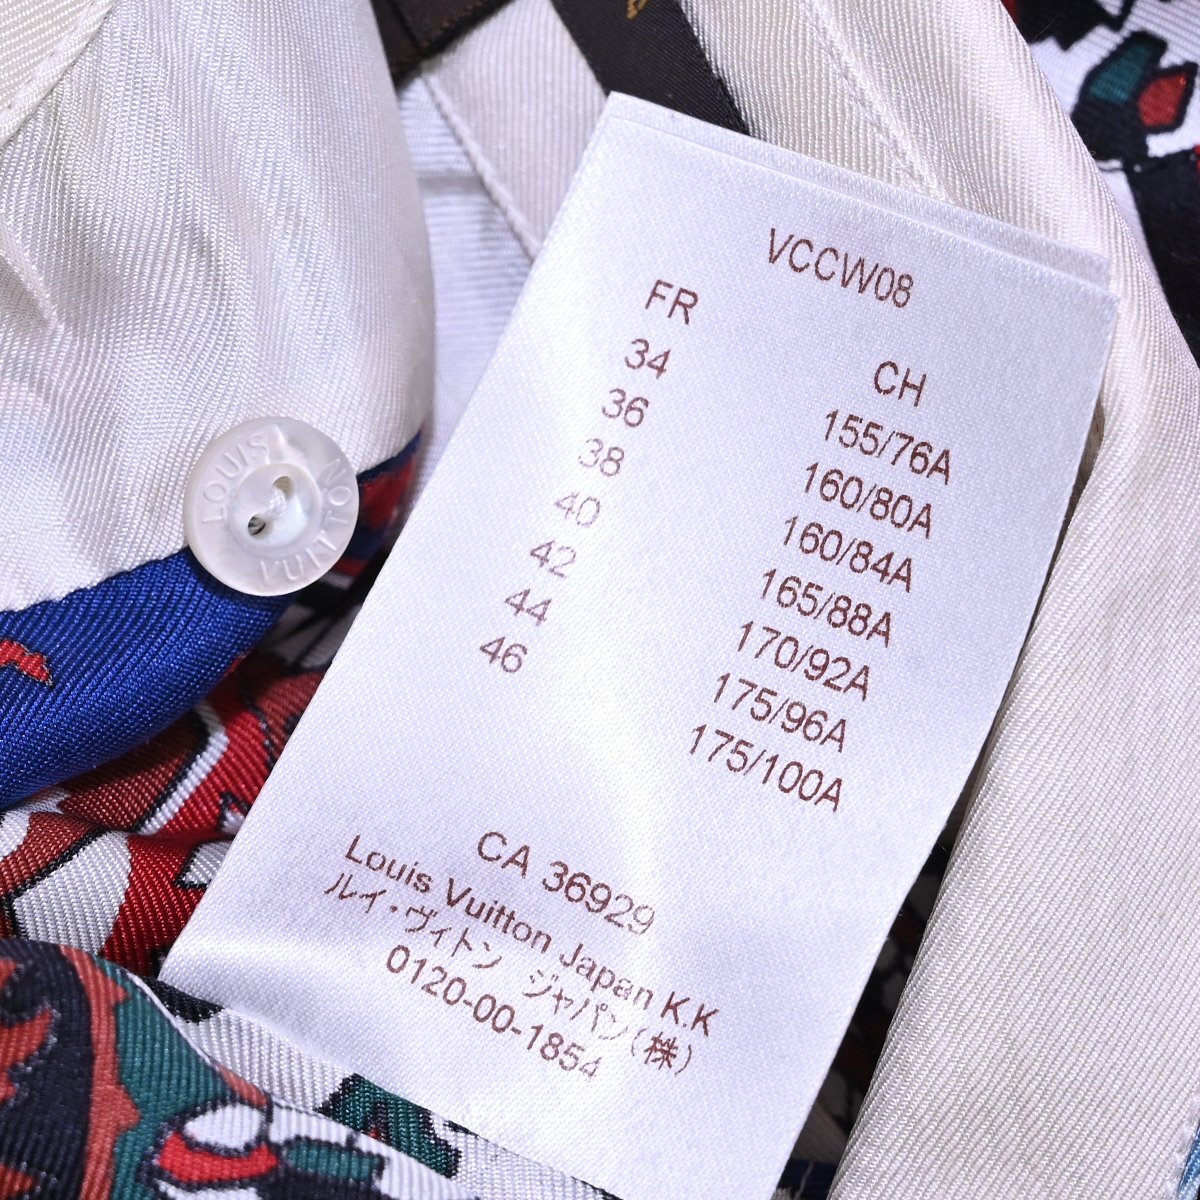 VCCW08
FR CH
34 155/76A
36 160/80A
38 160/84A
40 165/88A
42 170/92A
44 175/96A
46 175/100A
CA 36929
Louis Vuitton Japan K.K
ルイ・ヴィトン ジャパン(株)
0120-00-1854
LOUIS VUITTON